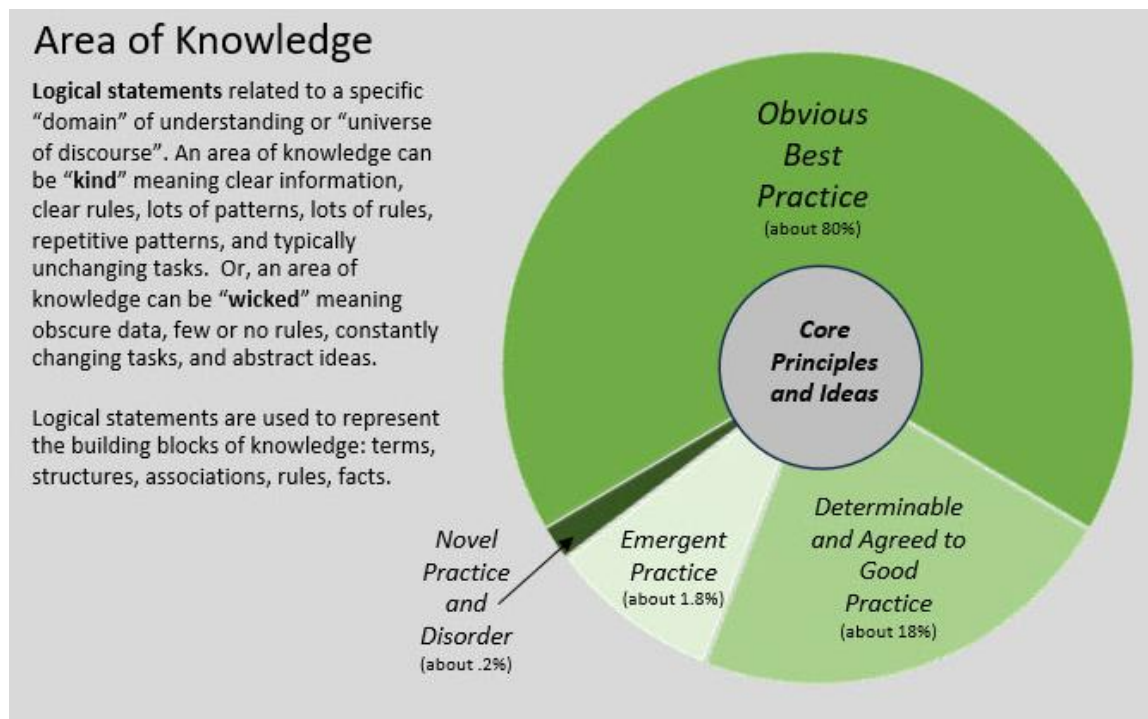 Area of Knowledge
Logical statements related to a specific
“domain” of understanding or “universe
of discourse”. An area of knowledge can
be “kind” meaning clear information,
clear rules, lots of patterns, lots of rules,
repetitive patterns, and typically
unchanging tasks.  Or, an area of
knowledge can be “wicked” meaning
obscure data, few or no rules, constantly
changing tasks, and abstract ideas.
Logical statements are used to represent
the building blocks of knowledge: terms,
structures, associations, rules, facts.
Obvious
Best
Practice
(about 80%)
Core
Principles
and Ideas
Novel
Practice
and
Disorder
(about .2%)
Emergent
Practice
(about 1.8%)
Determinable
and Agreed to
Good
Practice
(about 18%)